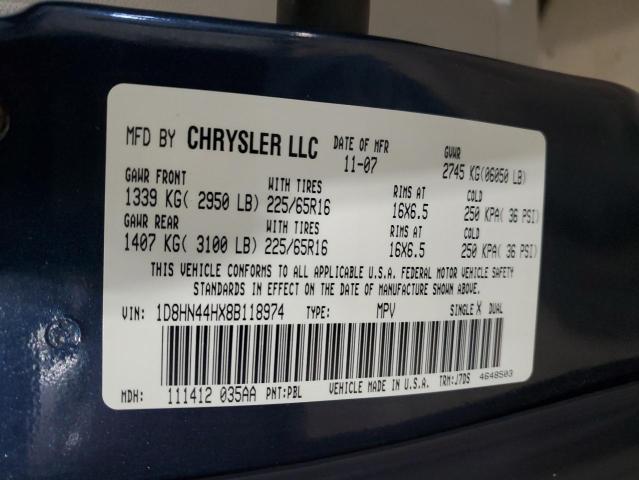 MFD BY CHRYSLER LLC DATE OF MFR 11-07 GVWR 2745 KG(06050 LB)
GAWR FRONT WITH TIRES RIMS AT COLD
1339 KG( 2950 LB) 225/65R16 16X6.5 250 KPA( 36 PSI)
GAWR REAR WITH TIRES RIMS AT COLD
1407 KG( 3100 LB) 225/65R16 16X6.5 250 KPA( 36 PSI)
THIS VEHICLE CONFORMS TO ALL APPLICABLE U.S.A. FEDERAL MOTOR VEHICLE SAFETY
STANDARDS IN EFFECT ON THE DATE OF MANUFACTURE SHOWN ABOVE.
VIN: 1D8HN44HX8B118974 TYPE: MPV SINGLE X DUAL
MDH: 111412 035AA PNT:PBL VEHICLE MADE IN U.S.A. TRM:J7DS 4648503